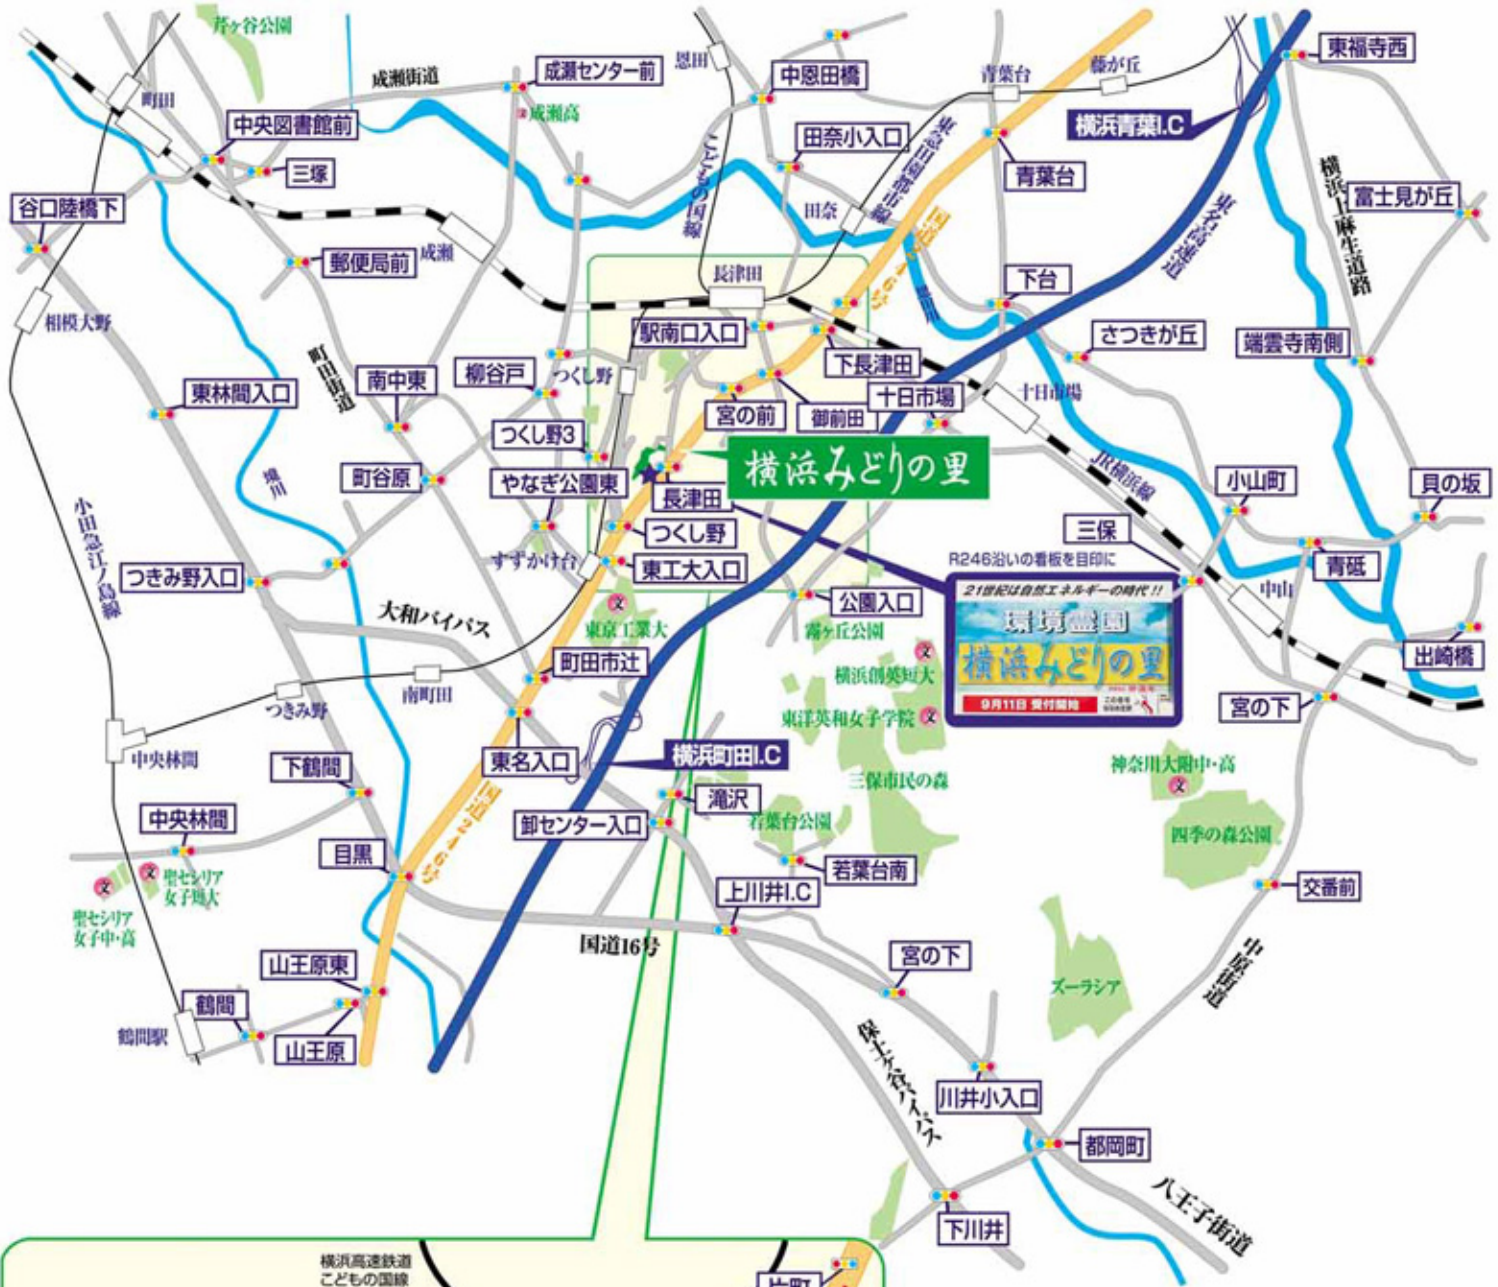 芹ヶ谷公園
成瀬街道
成瀬センター前
成瀬高
恩田
中恩田橋
青葉台
藤が丘
東福寺西
横浜青葉I.C
町田
中央図書館前
三塚
こどもの国線
田奈小入口
東急田園都市線
青葉台
横浜上麻生道路
富士見が丘
谷口陸橋下
郵便局前
成瀬
田奈
国道246号
東名高速道
長津田
恩川
下台
相模大野
駅南口入口
さつきが丘
端雲寺南側
町田街道
南中東
柳谷戸
つくし野
下長津田
東林間入口
宮の前
御前田
十日市場
十日市場
つくし野3
横浜みどりの里
JR横浜線
境川
町谷原
やなぎ公園東
長津田
小山町
貝の坂
小田急江ノ島線
つくし野
三保
すずかけ台
東工大入口
R246沿いの看板を目印に
青砥
つきみ野入口
公園入口
21世紀は自然エネルギーの時代!!
環境霊園
横浜みどりの里
9月11日 受付開始
中山
大和バイパス
東京工業大
霧ヶ丘公園
出崎橋
町田市辻
横浜創英短大
南町田
つきみ野
東洋英和女子学院
宮の下
中央林間
東名入口
横浜町田I.C
下鶴間
三保市民の森
神奈川大附中・高
国道246号
滝沢
中央林間
卸センター入口
若葉台公園
四季の森公園
目黒
聖セシリア
女子短大
若葉台南
上川井I.C
交番前
聖セシリア
女子中・高
国道16号
宮の下
中原街道
山王原東
ズーラシア
鶴間
鶴間駅
山王原
保土ヶ谷バイパス
川井小入口
都岡町
八王子街道
下川井
横浜高速鉄道
こどもの国線
片町